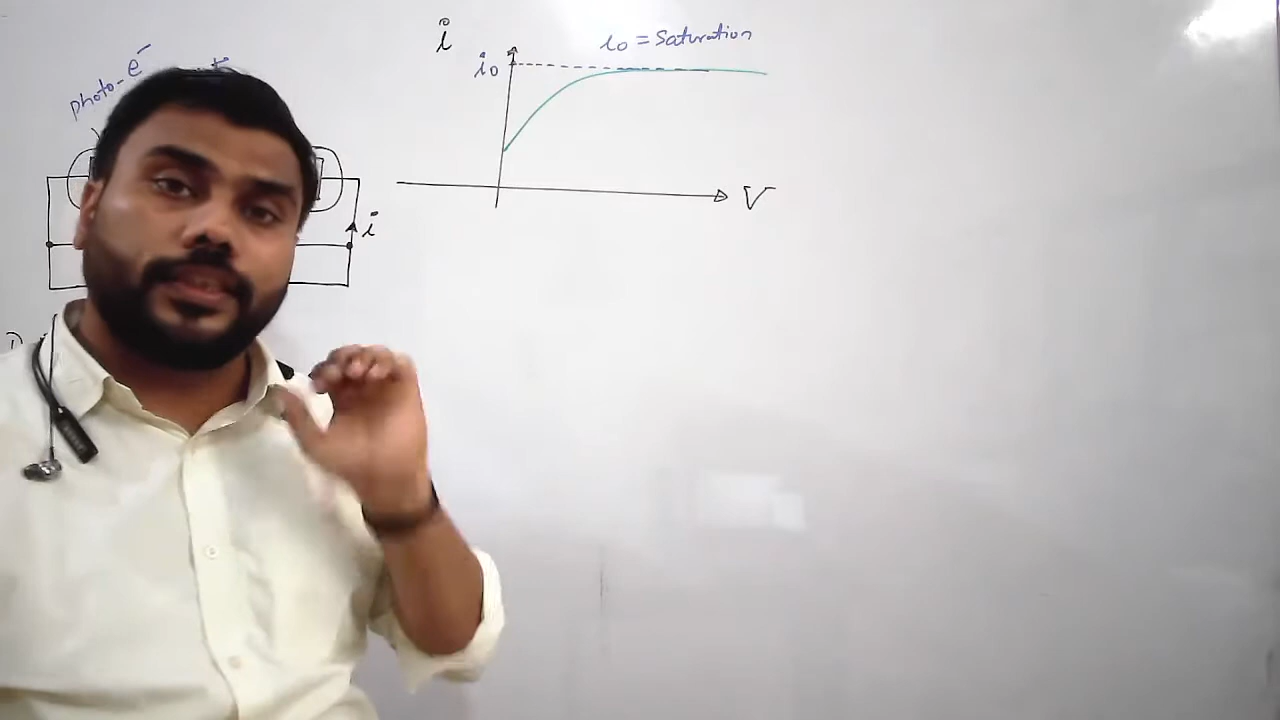 photo-e⁻
i
i₀ = Saturation
i₀
V
i